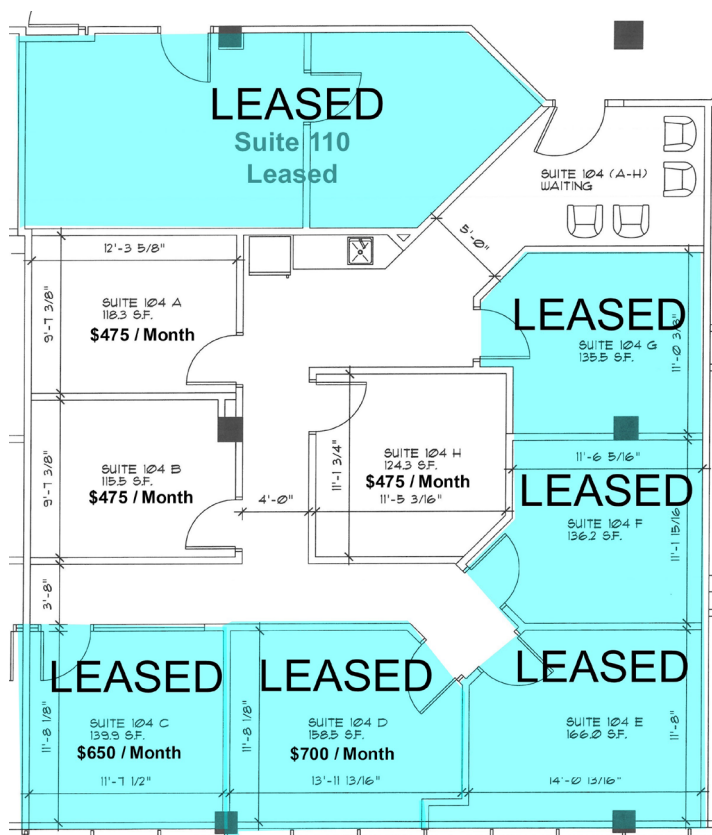 LEASED
Suite 110
Leased
SUITE 104 (A-H)
WAITING
5'-0"
12'-3 5/8"
9'-7 3/8"
SUITE 104 A
118.3 S.F.
$475 / Month
LEASED
SUITE 104 G
135.5 S.F.
11'-0 3/8"
9'-7 3/8"
SUITE 104 B
115.5 S.F.
$475 / Month
4'-0"
11'-1 3/4"
SUITE 104 H
124.3 S.F.
$475 / Month
11'-5 3/16"
11'-6 5/16"
LEASED
SUITE 104 F
136.2 S.F.
11'-1 15/16"
3'-8"
LEASED
SUITE 104 C
139.9 S.F.
$650 / Month
11'-8 1/8"
11'-7 1/2"
LEASED
SUITE 104 D
158.5 S.F.
$700 / Month
11'-8 1/8"
13'-11 13/16"
LEASED
SUITE 104 E
166.0 S.F.
11'-8"
14'-0 13/16"